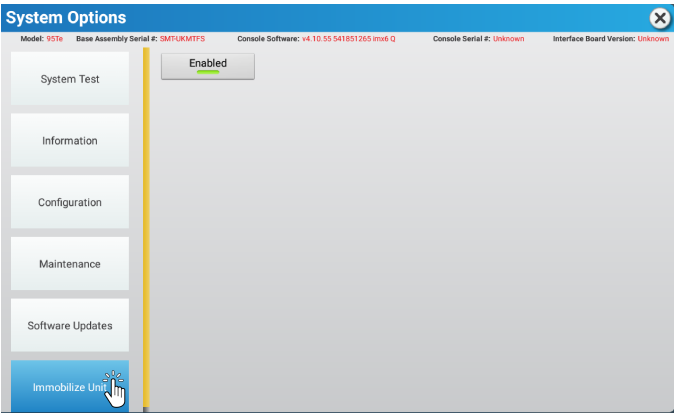 System Options
Model: 95Te Base Assembly Serial #: SMT-UKMTFS Console Software: v4.10.55 541851265 imx6 Q Console Serial #: Unknown Interface Board Version: Unknown
Enabled
System Test
Information
Configuration
Maintenance
Software Updates
Immobilize Unit